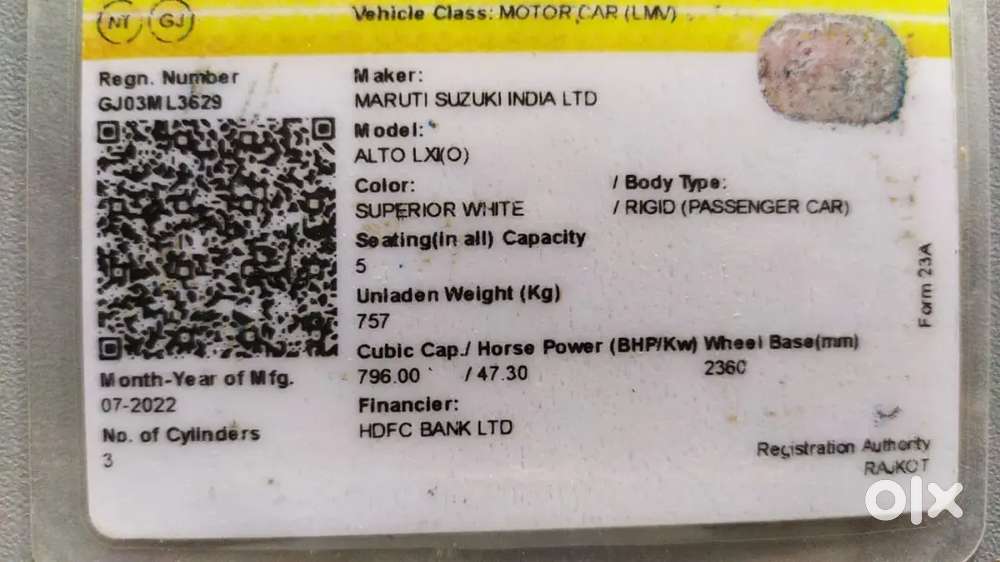 NT GJ
Vehicle Class: MOTOR CAR (LMV)
Regn. Number
GJ03ML3629
Maker:
MARUTI SUZUKI INDIA LTD
Model:
ALTO LXI(O)
Color:
SUPERIOR WHITE
/ Body Type:
/ RIGID (PASSENGER CAR)
Seating(in all) Capacity
5
Unladen Weight (Kg)
757
Cubic Cap./ Horse Power (BHP/Kw) Wheel Base(mm)
796.00 / 47.30 2360
Month-Year of Mfg.
07-2022
Financier:
HDFC BANK LTD
No. of Cylinders
3
Form 23A
Registration Authority
RAJKOT
olx